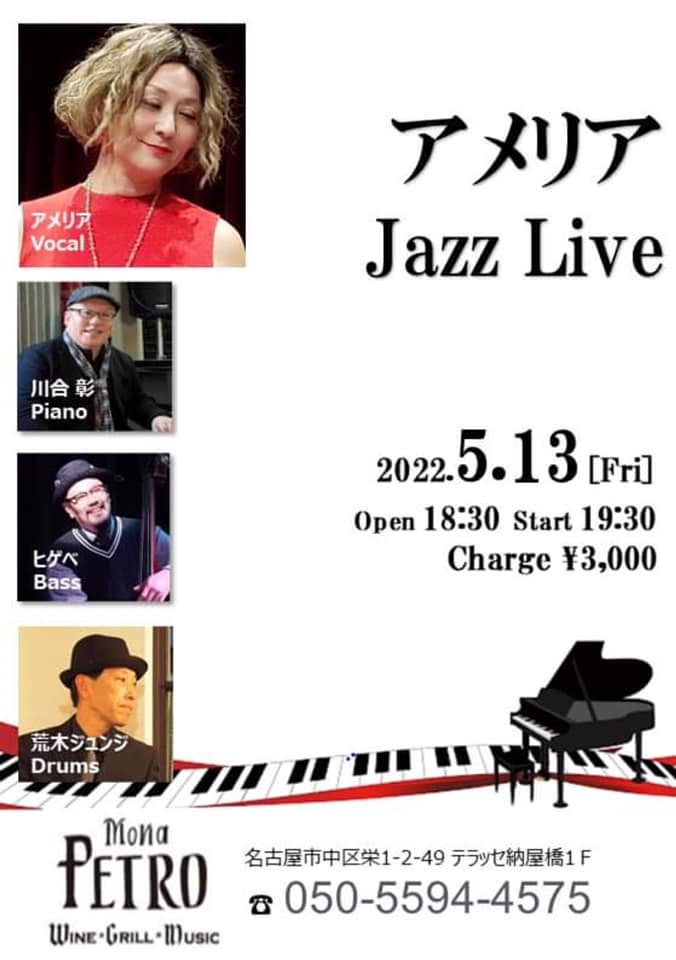 アメリア
Vocal
アメリア
Jazz Live
川合 彰
Piano
2022.5.13 [Fri]
Open 18:30 Start 19:30
Charge ¥3,000
ヒゲベ
Bass
荒木ジュンジ
Drums
Mona
PETRO
WINE・GRILL・MUSIC
名古屋市中区栄1-2-49 テラッセ納屋橋1F
☎ 050-5594-4575